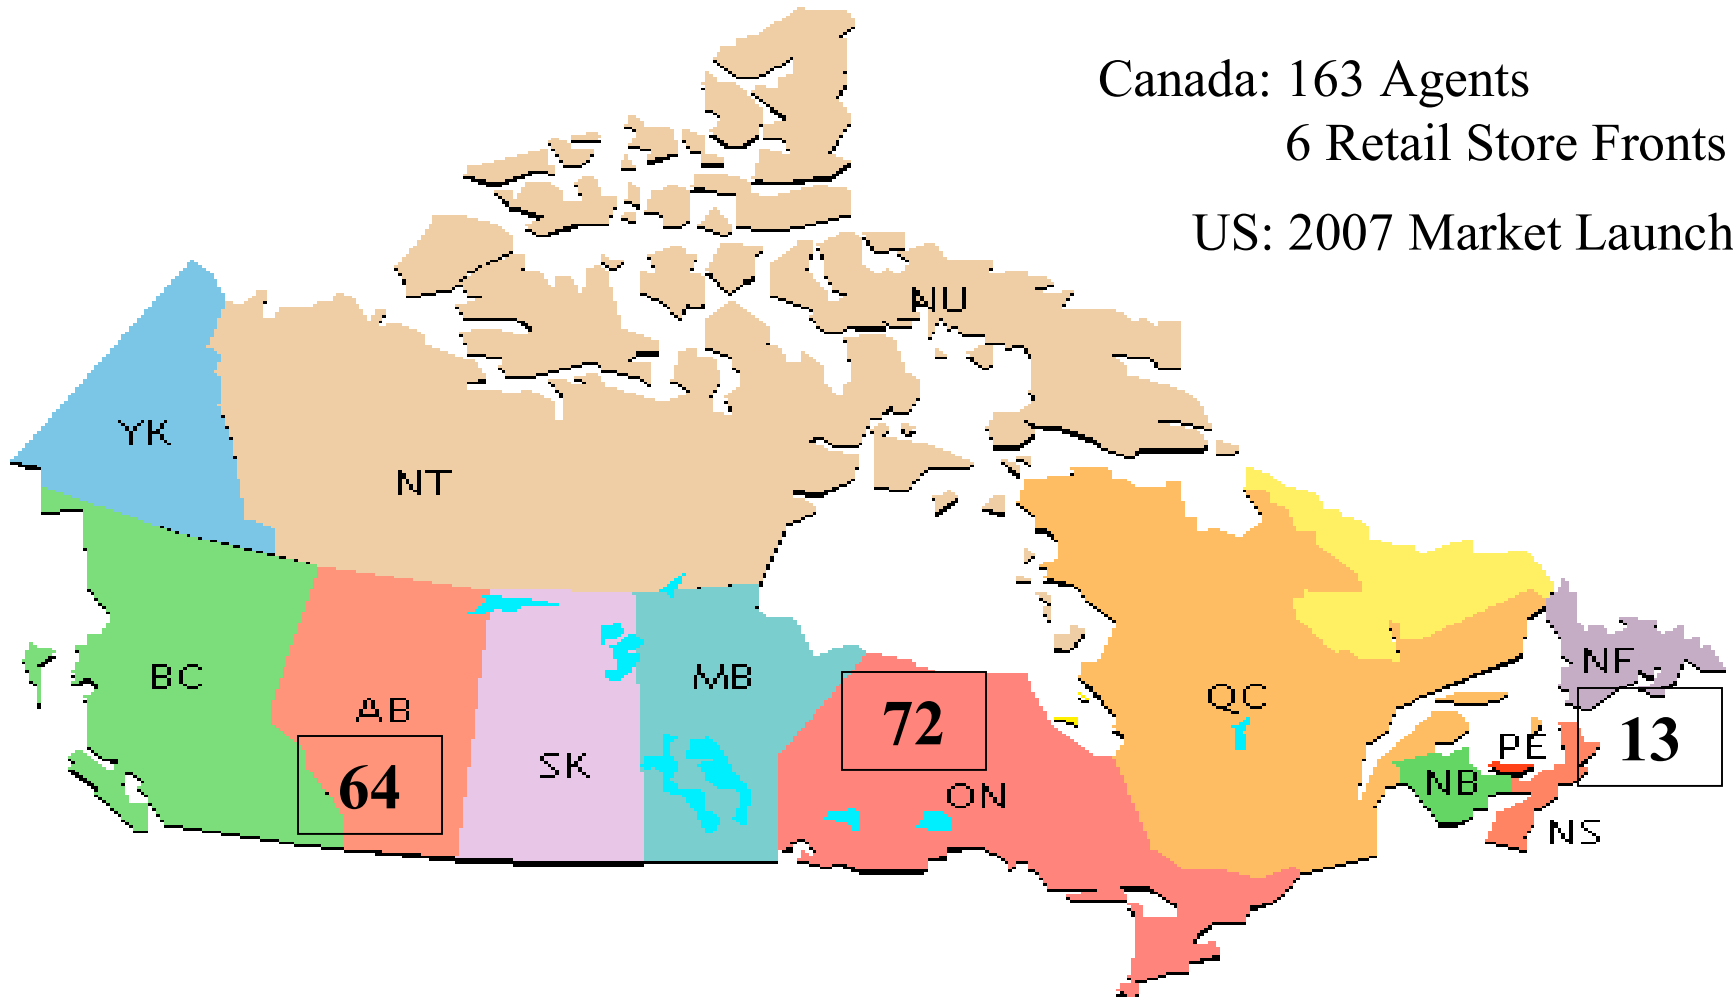 Canada: 163 Agents
6 Retail Store Fronts
US: 2007 Market Launch
NU
YK
NT
BC
AB
64
SK
MB
72
ON
QC
NF
13
PE
NB
NS